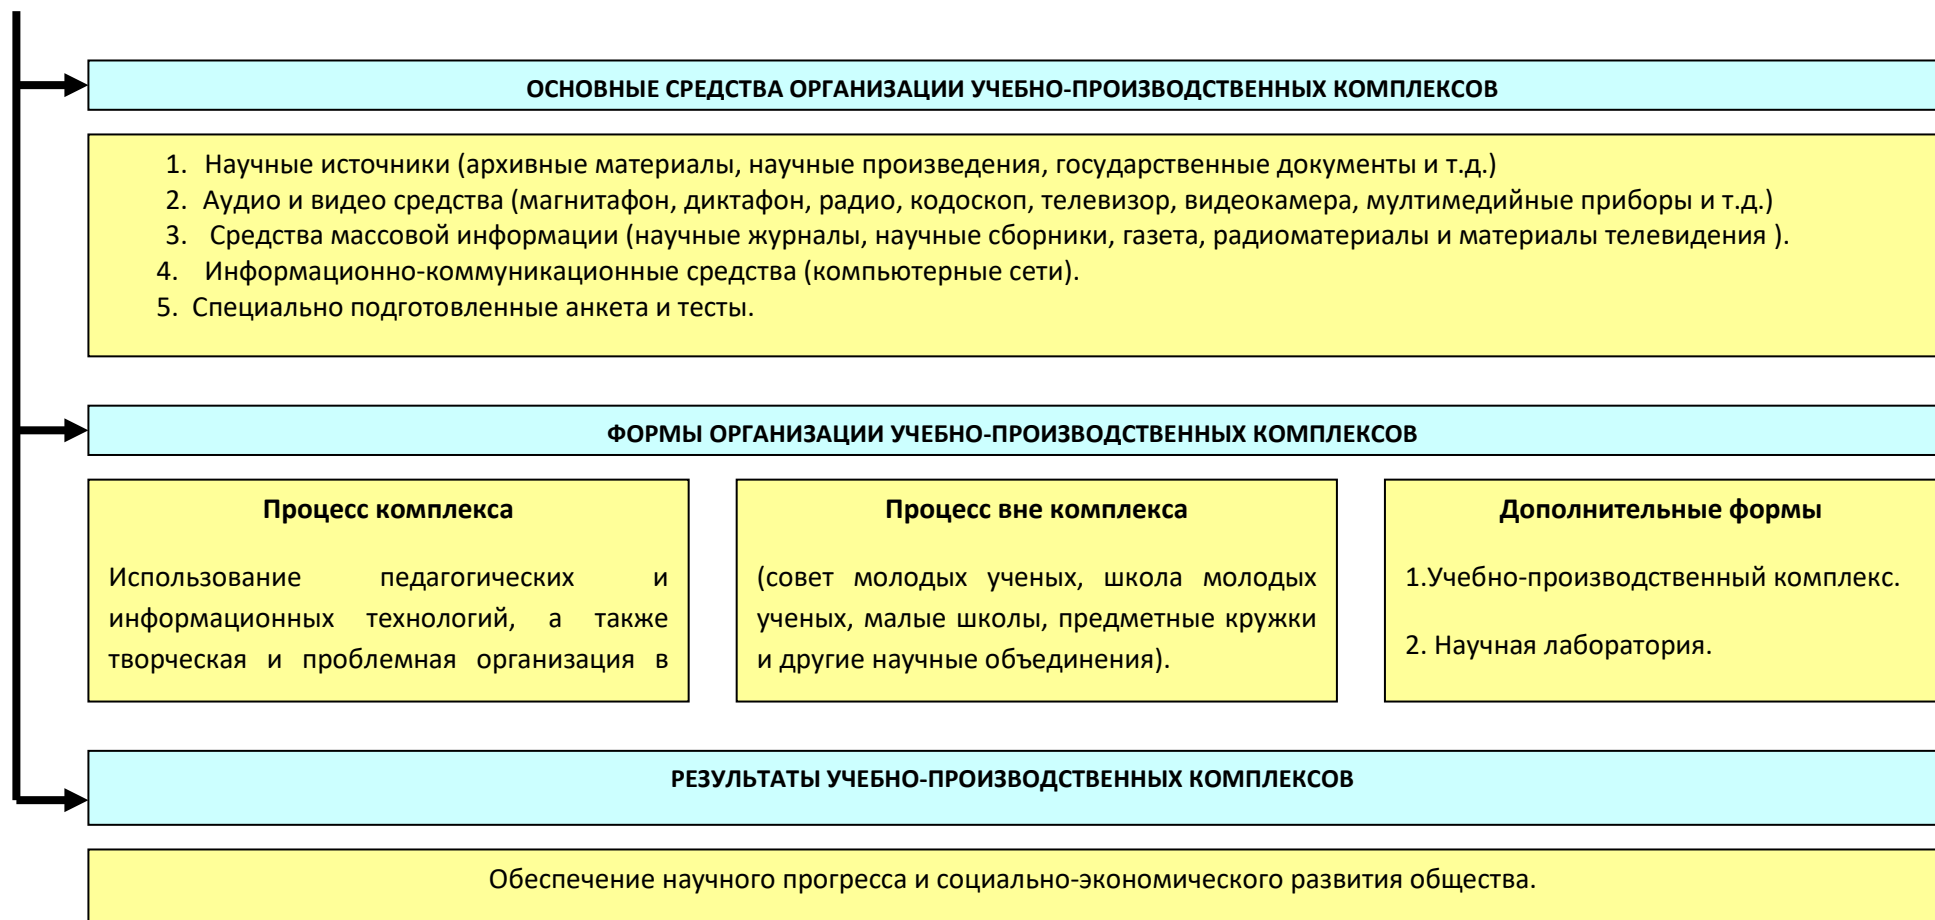 ОСНОВНЫЕ СРЕДСТВА ОРГАНИЗАЦИИ УЧЕБНО-ПРОИЗВОДСТВЕННЫХ КОМПЛЕКСОВ
1. Научные источники (архивные материалы, научные произведения, государственные документы и т.д.)
2. Аудио и видео средства (магнитафон, диктафон, радио, кодоскоп, телевизор, видеокамера, мултимедийные приборы и т.д.)
3. Средства массовой информации (научные журналы, научные сборники, газета, радиоматериалы и материалы телевидения ).
4. Информационно-коммуникационные средства (компьютерные сети).
5. Специально подготовленные анкета и тесты.
ФОРМЫ ОРГАНИЗАЦИИ УЧЕБНО-ПРОИЗВОДСТВЕННЫХ КОМПЛЕКСОВ
Процесс комплекса
Использование педагогических и
информационных технологий, а также
творческая и проблемная организация в
Процесс вне комплекса
(совет молодых ученых, школа молодых
ученых, малые школы, предметные кружки
и другие научные объединения).
Дополнительные формы
1.Учебно-производственный комплекс.
2. Научная лаборатория.
РЕЗУЛЬТАТЫ УЧЕБНО-ПРОИЗВОДСТВЕННЫХ КОМПЛЕКСОВ
Обеспечение научного прогресса и социально-экономического развития общества.